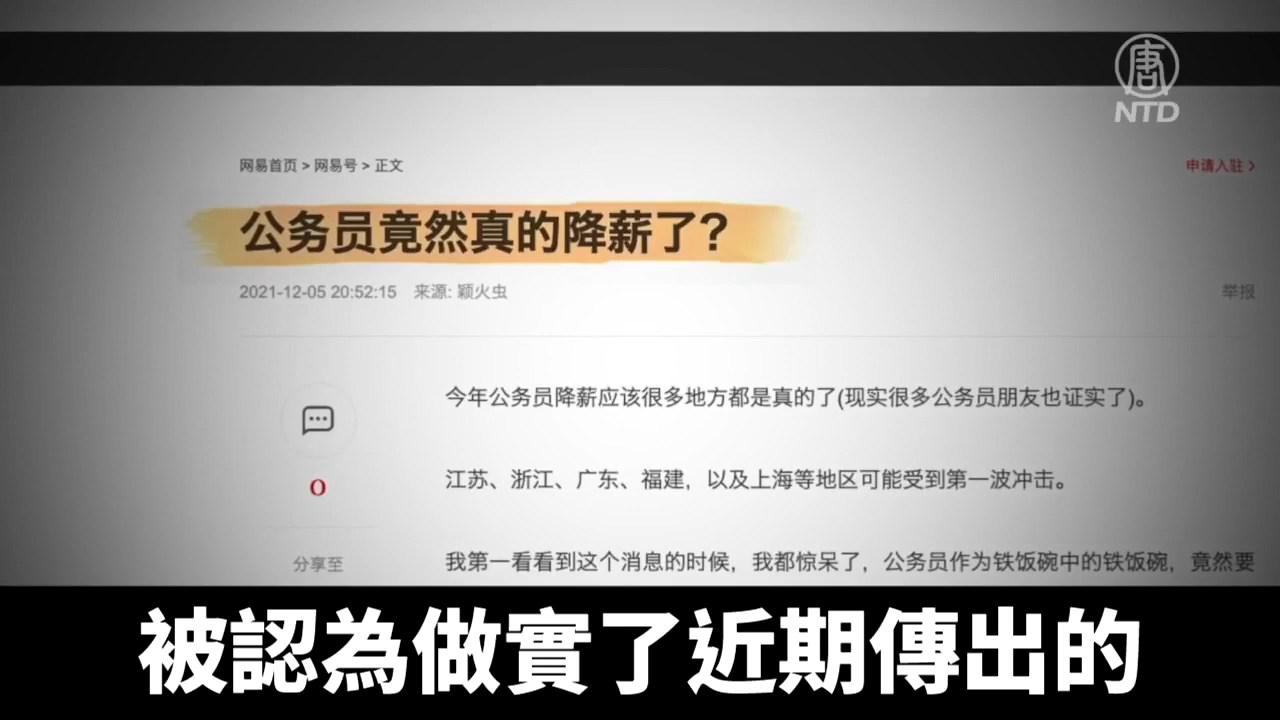 唐
NTD
网易首页 > 网易号 > 正文
申请入驻 >
公务员竟然真的降薪了?
2021-12-05 20:52:15 来源: 颖火虫
举报
今年公务员降薪应该很多地方都是真的了(现实很多公务员朋友也证实了)。
江苏、浙江、广东、福建，以及上海等地区可能受到第一波冲击。
0
分享至
我第一看看到这个消息的时候，我都惊呆了，公务员作为铁饭碗中的铁饭碗，竟然要
被認為做實了近期傳出的